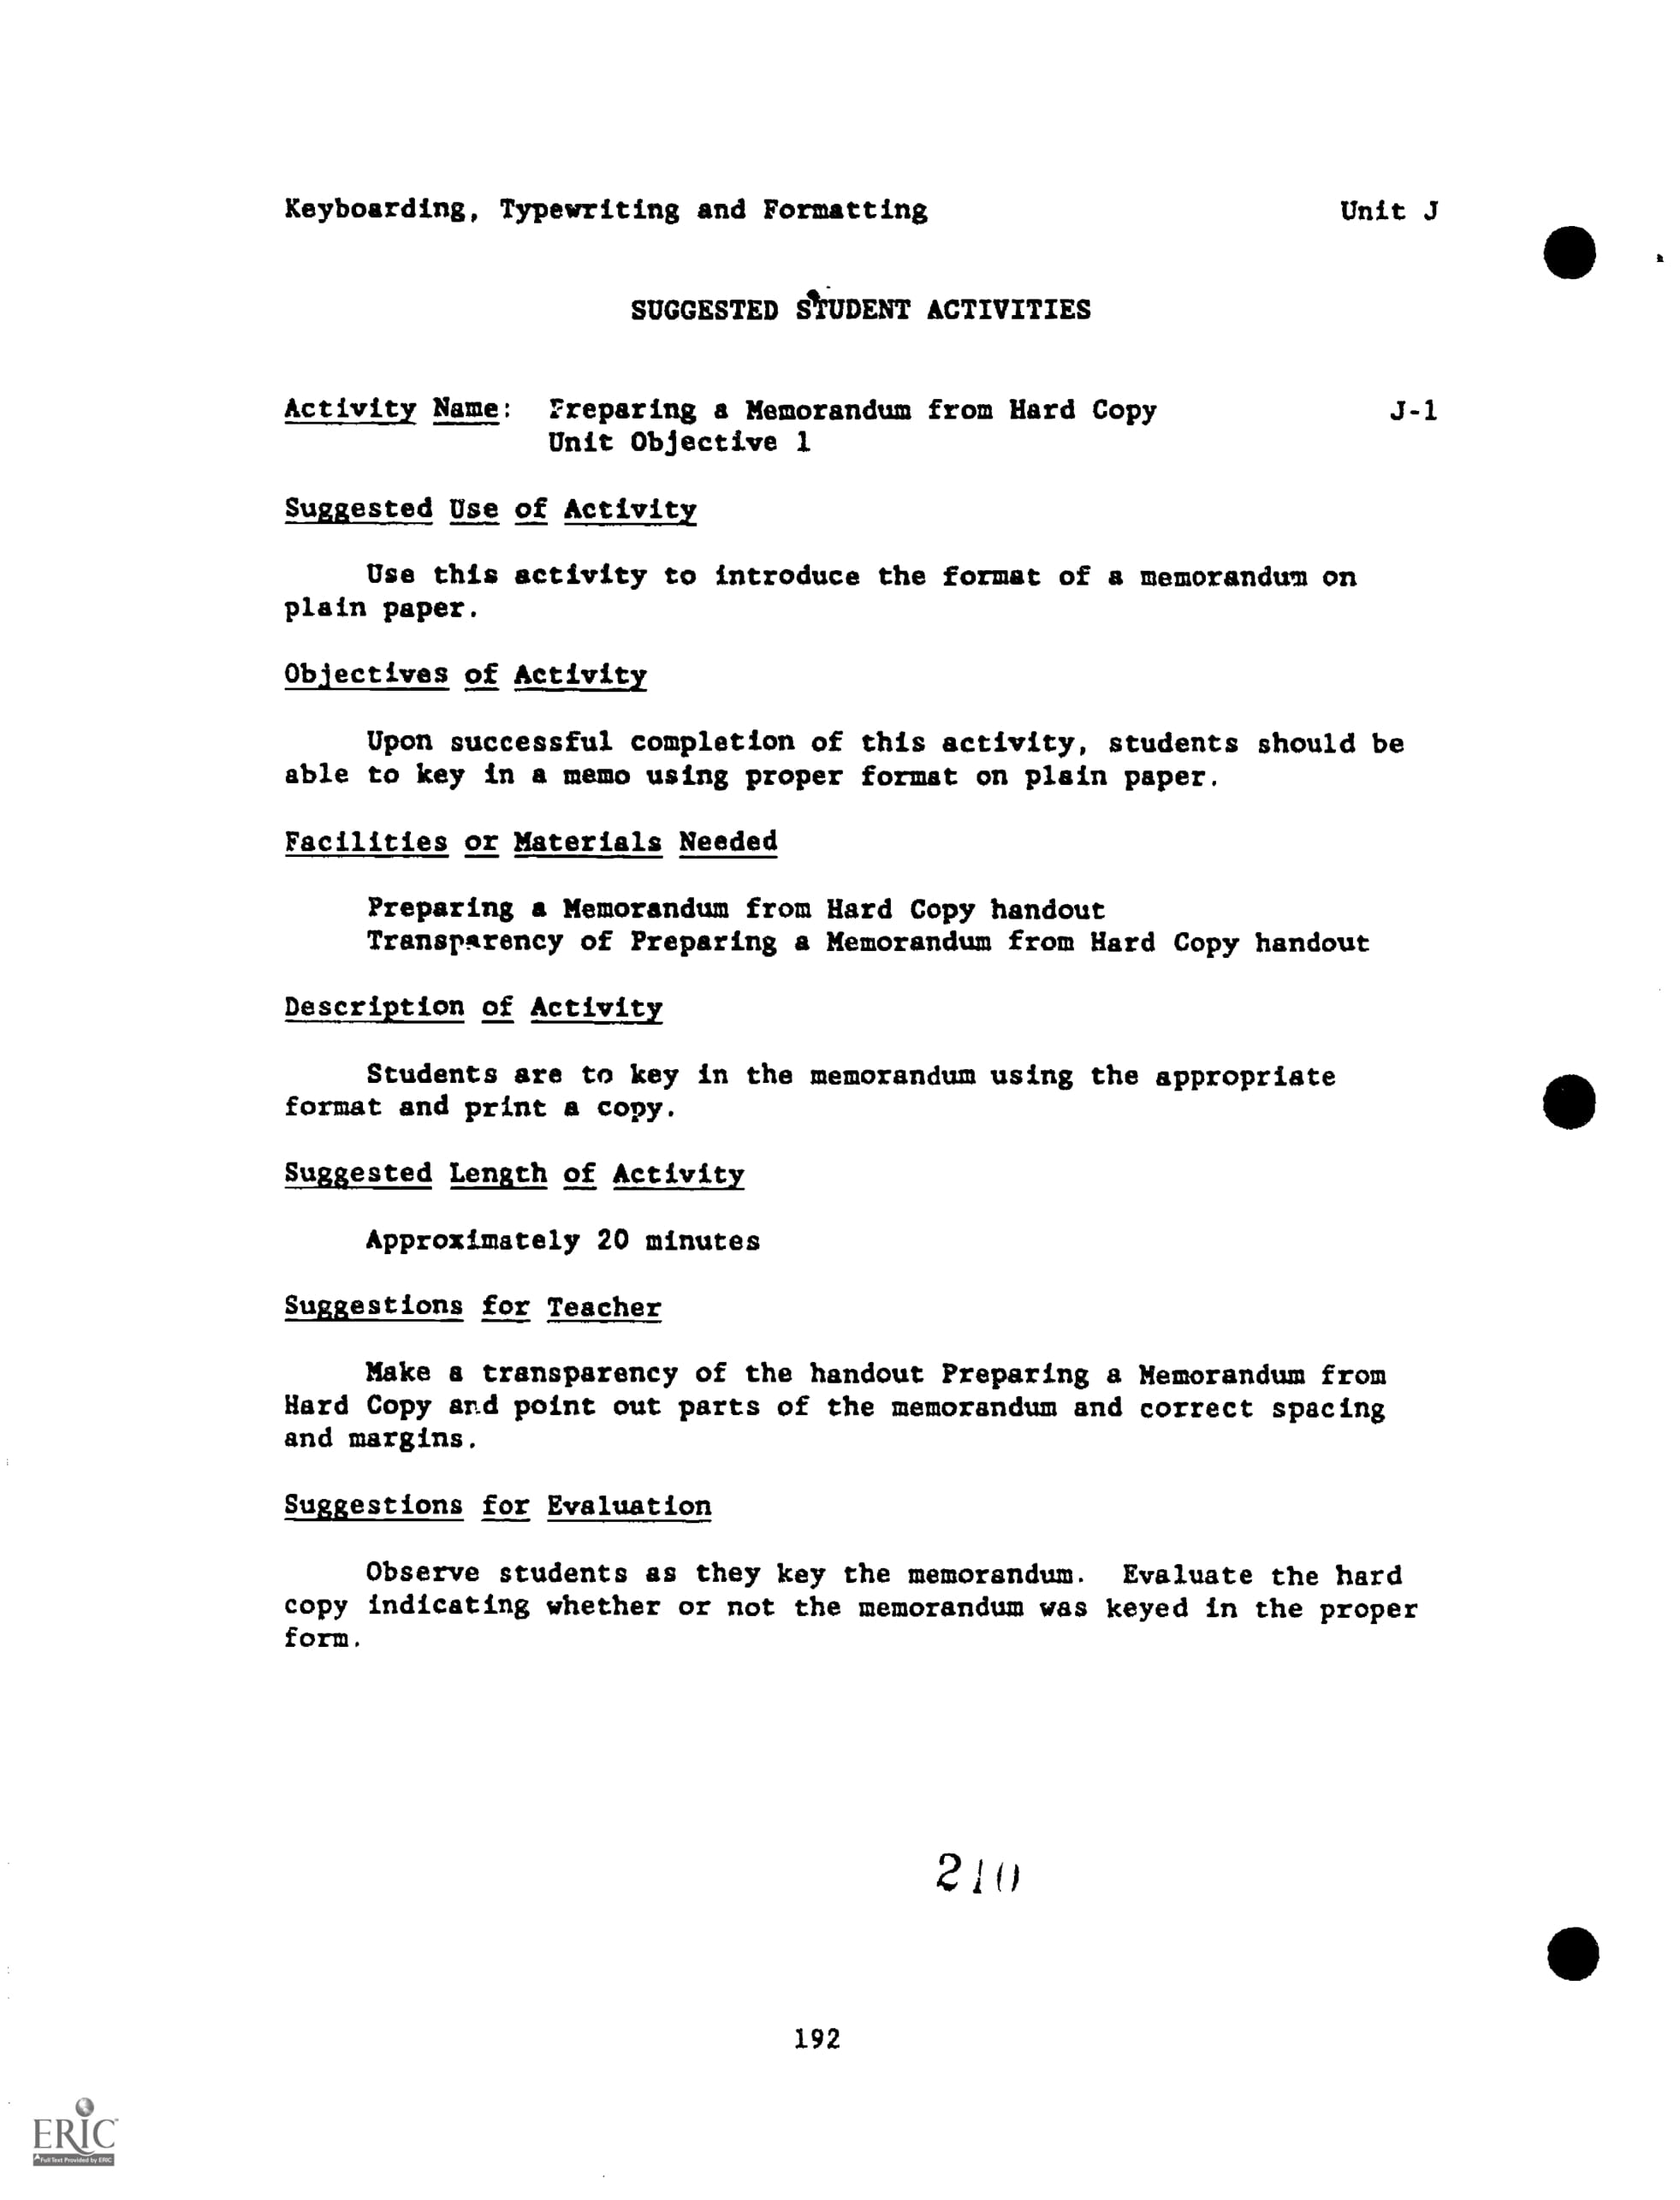 Keyboarding, Typewriting and Formatting Unit J
SUGGESTED STUDENT ACTIVITIES
Activity Name: Preparing a Memorandum from Hard Copy J-1
Unit Objective 1
Suggested Use of Activity
Use this activity to introduce the format of a memorandum on
plain paper.
Objectives of Activity
Upon successful completion of this activity, students should be
able to key in a memo using proper format on plain paper.
Facilities or Materials Needed
Preparing a Memorandum from Hard Copy handout
Transparency of Preparing a Memorandum from Hard Copy handout
Description of Activity
Students are to key in the memorandum using the appropriate
format and print a copy.
Suggested Length of Activity
Approximately 20 minutes
Suggestions for Teacher
Make a transparency of the handout Preparing a Memorandum from
Hard Copy and point out parts of the memorandum and correct spacing
and margins.
Suggestions for Evaluation
Observe students as they key the memorandum. Evaluate the hard
copy indicating whether or not the memorandum was keyed in the proper
form.
210
192
ERIC
Full Text Provided by ERIC